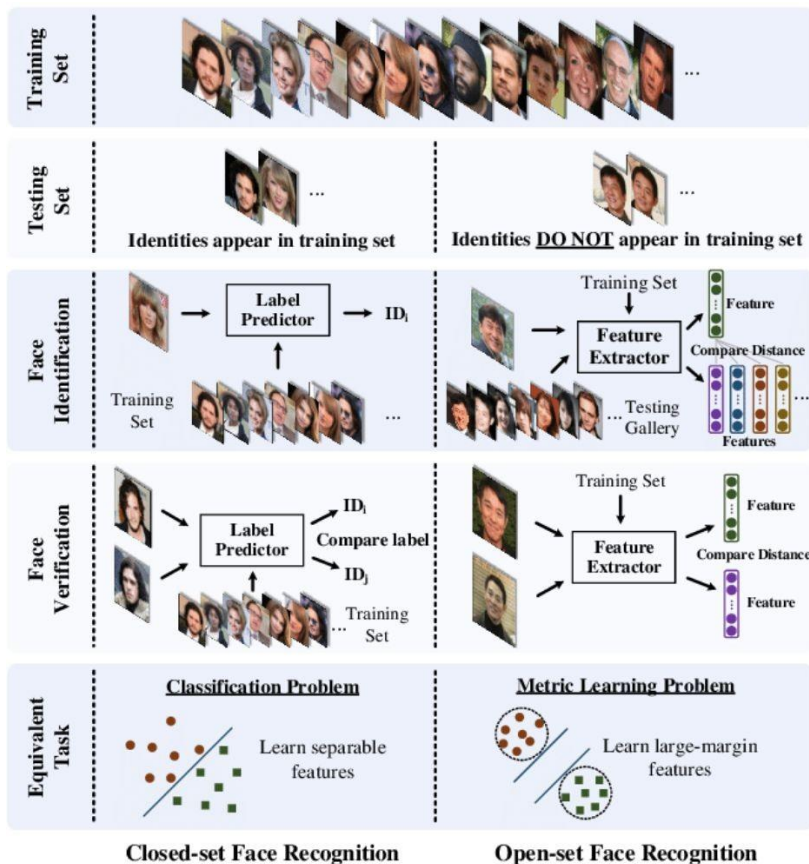 Training
Set
...
Testing
Set
...
Identities appear in training set
...
Identities DO NOT appear in training set
Face
Identification
Label
Predictor
IDi
Training
Set
...
Training Set
Feature
Extractor
Feature
Compare Distance
... Testing
Gallery
...
Features
Face
Verification
Label
Predictor
IDi
Compare label
IDj
... Training
Set
Training Set
Feature
Extractor
Feature
Compare Distance
Feature
Equivalent
Task
Classification Problem
Learn separable
features
Metric Learning Problem
Learn large-margin
features
Closed-set Face Recognition
Open-set Face Recognition